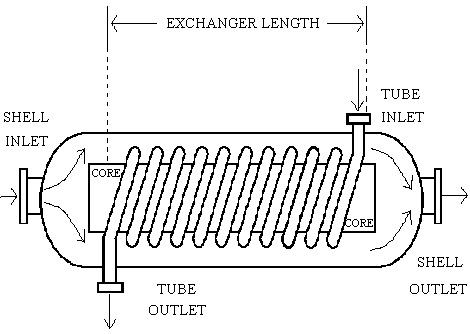 EXCHANGER LENGTH
TUBE
INLET
SHELL
INLET
CORE
CORE
SHELL
OUTLET
TUBE
OUTLET